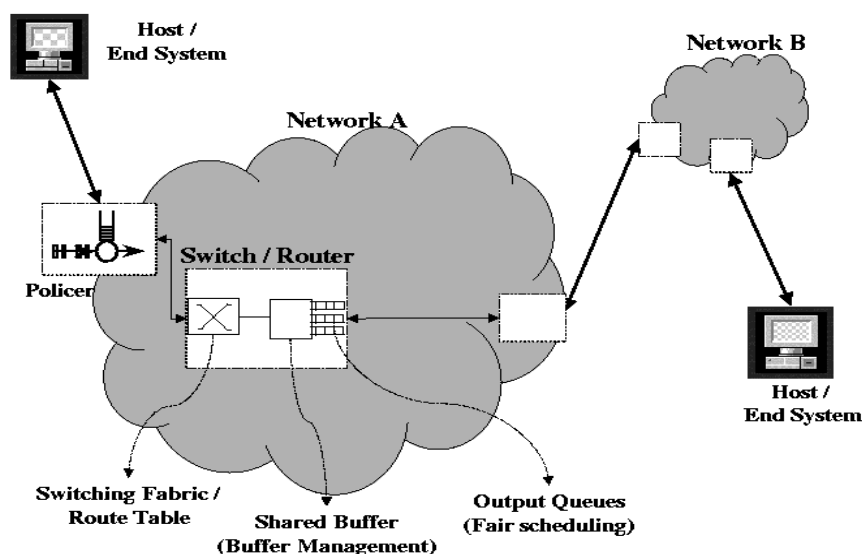 Host /
End System
Network B
Network A
Switch / Router
Policer
Host /
End System
Switching Fabric /
Route Table
Shared Buffer
(Buffer Management)
Output Queues
(Fair scheduling)